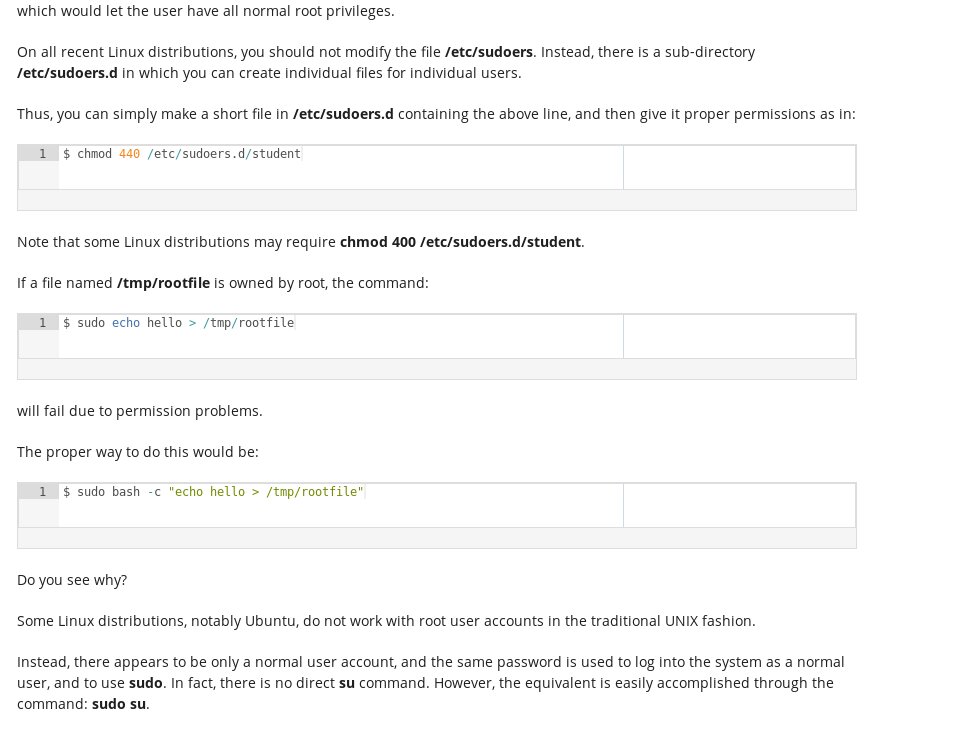 which would let the user have all normal root privileges.
On all recent Linux distributions, you should not modify the file /etc/sudoers. Instead, there is a sub-directory
/etc/sudoers.d in which you can create individual files for individual users.
Thus, you can simply make a short file in /etc/sudoers.d containing the above line, and then give it proper permissions as in:
1 $ chmod 440 /etc/sudoers.d/student
Note that some Linux distributions may require chmod 400 /etc/sudoers.d/student.
If a file named /tmp/rootfile is owned by root, the command:
1 $ sudo echo hello > /tmp/rootfile
will fail due to permission problems.
The proper way to do this would be:
1 $ sudo bash -c "echo hello > /tmp/rootfile"
Do you see why?
Some Linux distributions, notably Ubuntu, do not work with root user accounts in the traditional UNIX fashion.
Instead, there appears to be only a normal user account, and the same password is used to log into the system as a normal
user, and to use sudo. In fact, there is no direct su command. However, the equivalent is easily accomplished through the
command: sudo su.